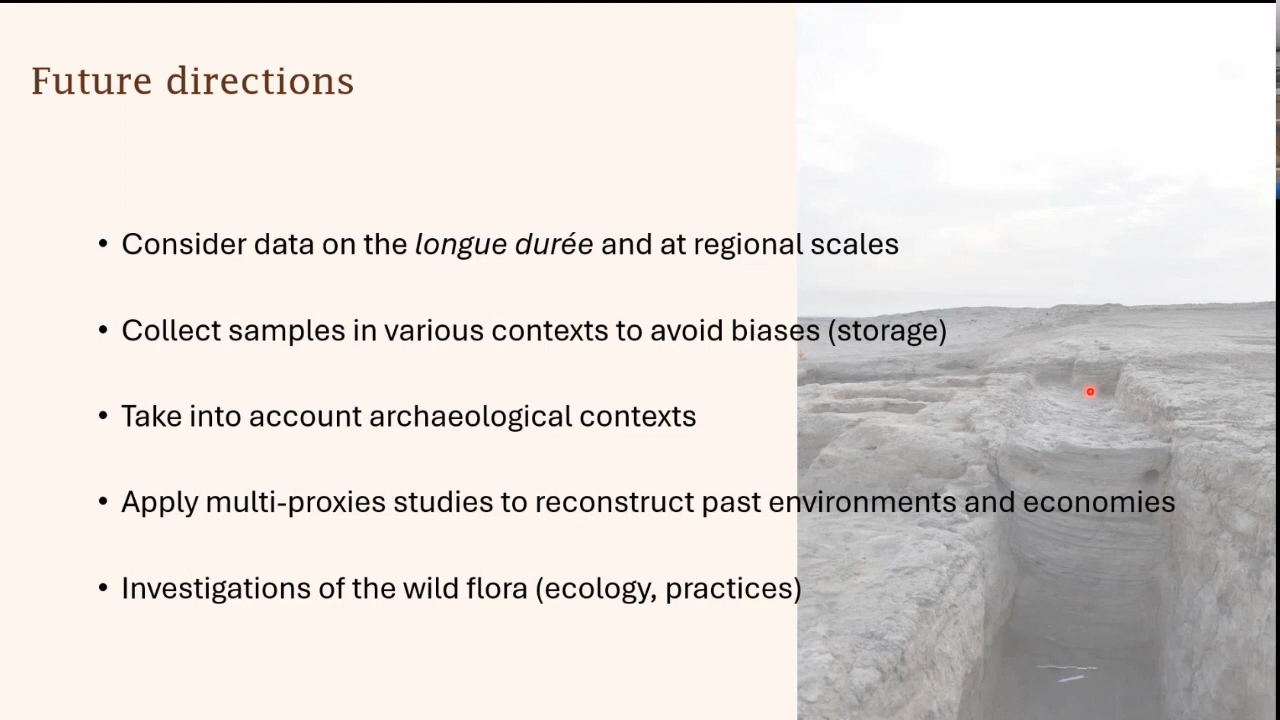 Future directions
• Consider data on the longue durée and at regional scales
• Collect samples in various contexts to avoid biases (storage)
• Take into account archaeological contexts
• Apply multi-proxies studies to reconstruct past environments and economies
• Investigations of the wild flora (ecology, practices)